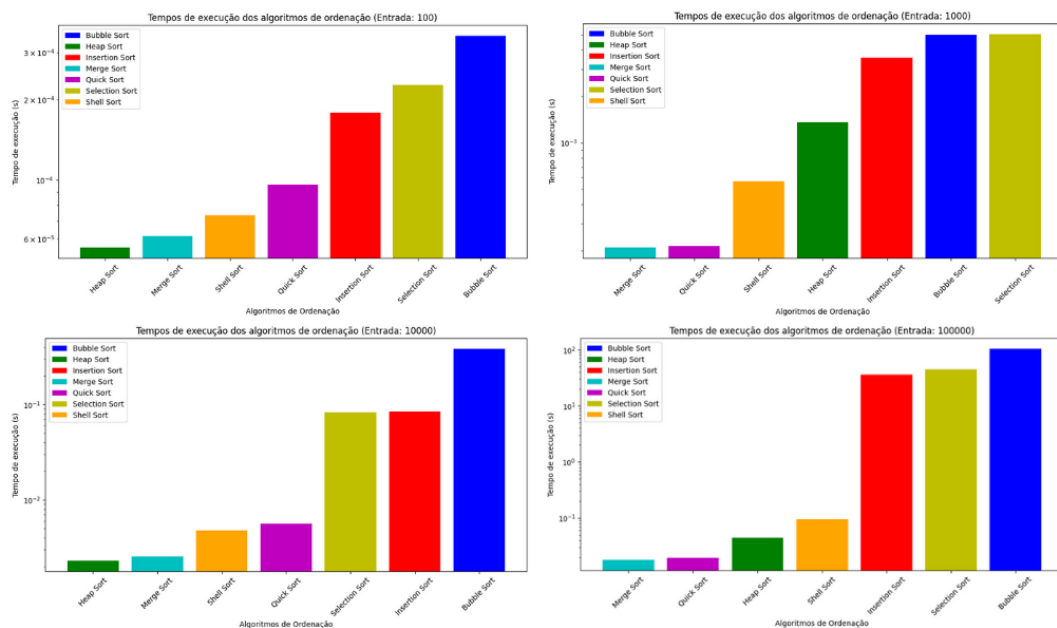 Tempos de execução dos algoritmos de ordenação (Entrada: 100)
3 × 10⁻⁴
2 × 10⁻⁴
10⁻⁴
6 × 10⁻⁵
Tempo de execução (s)
Bubble Sort
Heap Sort
Insertion Sort
Merge Sort
Quick Sort
Selection Sort
Shell Sort
Heap Sort
Merge Sort
Shell Sort
Quick Sort
Insertion Sort
Selection Sort
Bubble Sort
Algoritmos de Ordenação
Tempos de execução dos algoritmos de ordenação (Entrada: 1000)
10⁻³
Tempo de execução (s)
Bubble Sort
Heap Sort
Insertion Sort
Merge Sort
Quick Sort
Selection Sort
Shell Sort
Merge Sort
Quick Sort
Shell Sort
Heap Sort
Insertion Sort
Bubble Sort
Selection Sort
Algoritmos de Ordenação
Tempos de execução dos algoritmos de ordenação (Entrada: 10000)
10⁻¹
10⁻²
Tempo de execução (s)
Bubble Sort
Heap Sort
Insertion Sort
Merge Sort
Quick Sort
Selection Sort
Shell Sort
Heap Sort
Merge Sort
Shell Sort
Quick Sort
Selection Sort
Insertion Sort
Bubble Sort
Algoritmos de Ordenação
Tempos de execução dos algoritmos de ordenação (Entrada: 100000)
10²
10¹
10⁰
10⁻¹
Tempo de execução (s)
Bubble Sort
Heap Sort
Insertion Sort
Merge Sort
Quick Sort
Selection Sort
Shell Sort
Merge Sort
Quick Sort
Heap Sort
Shell Sort
Insertion Sort
Selection Sort
Bubble Sort
Algoritmos de Ordenação